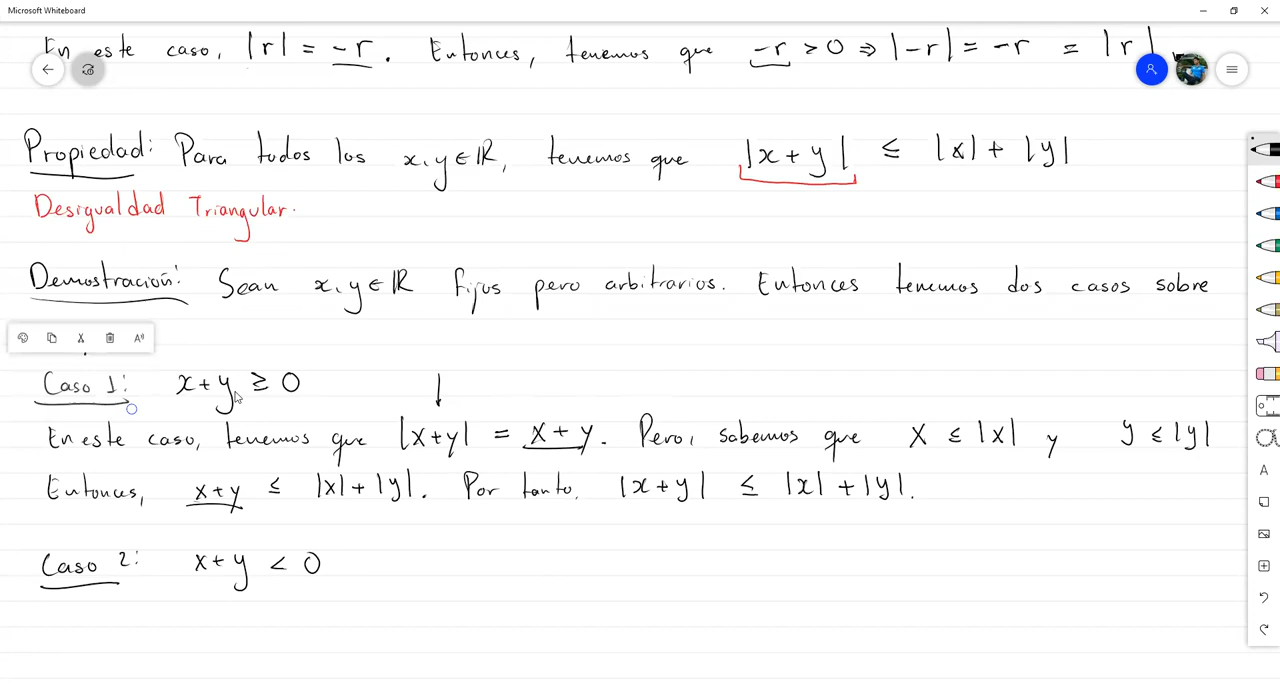 Microsoft Whiteboard
En este caso, |r| = -r. Entonces, tenemos que -r > 0 ⇒ |-r| = -r = |r|
Propiedad: Para todos los x,y ∈ ℝ, tenemos que |x + y| ≤ |x| + |y|
Desigualdad Triangular.
Demostración: Sean x,y ∈ ℝ fijos pero arbitrarios. Entonces tenemos dos casos sobre
Caso 1: x+y ≥ 0
En este caso, tenemos que |x+y| = x+y. Pero, sabemos que x ≤ |x| y y ≤ |y|
Entonces, x+y ≤ |x|+|y|. Por tanto, |x+y| ≤ |x|+|y|.
Caso 2: x+y < 0